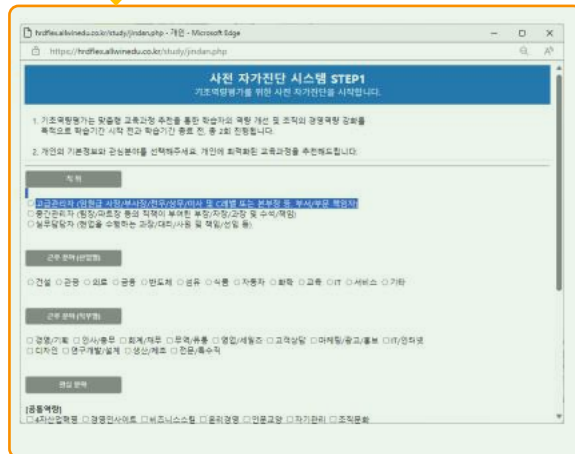 hrdflex.allwinedu.co.kr/study/jindan.php - 개인 - Microsoft Edge
https://hrdflex.allwinedu.co.kr/study/jindan.php
사전 자가진단 시스템 STEP1
기초역량평가를 위한 사전 자가진단을 시작합니다.
1. 기초역량평가는 맞춤형 교육과정 추천을 통한 학습자의 역량 개선 및 조직의 경영역량 강화를
목적으로 학습기간 시작 전과 학습기간 종료 전, 총 2회 진행됩니다.
2. 개인의 기본정보와 관심분야를 선택해주세요. 개인에 최적화된 교육과정을 추천해드립니다.
직위
고급관리자 (임원급 사장/부사장/전무/상무/이사 및 C레벨 또는 본부장 등 부서/부문 책임자)
중간관리자 (팀장/파트장 등의 직책이 부여된 부장/차장/과장 및 수석/책임)
실무담당자 (현업을 수행하는 과장/대리/사원 및 책임/선임 등)
근무 분야 (산업별)
건설 관공 의료 금융 반도체 섬유 식품 자동차 화학 교육 IT 서비스 기타
근무 분야 (직무별)
경영/기획 인사/총무 회계/재무 무역/유통 영업/세일즈 고객상담 마케팅/광고/홍보 IT/인터넷
디자인 연구개발/설계 생산/제조 전문/특수직
관심 분야
[공통역량]
4차산업혁명 경영인사이트 비즈니스스킬 윤리경영 인문교양 자기관리 조직문화